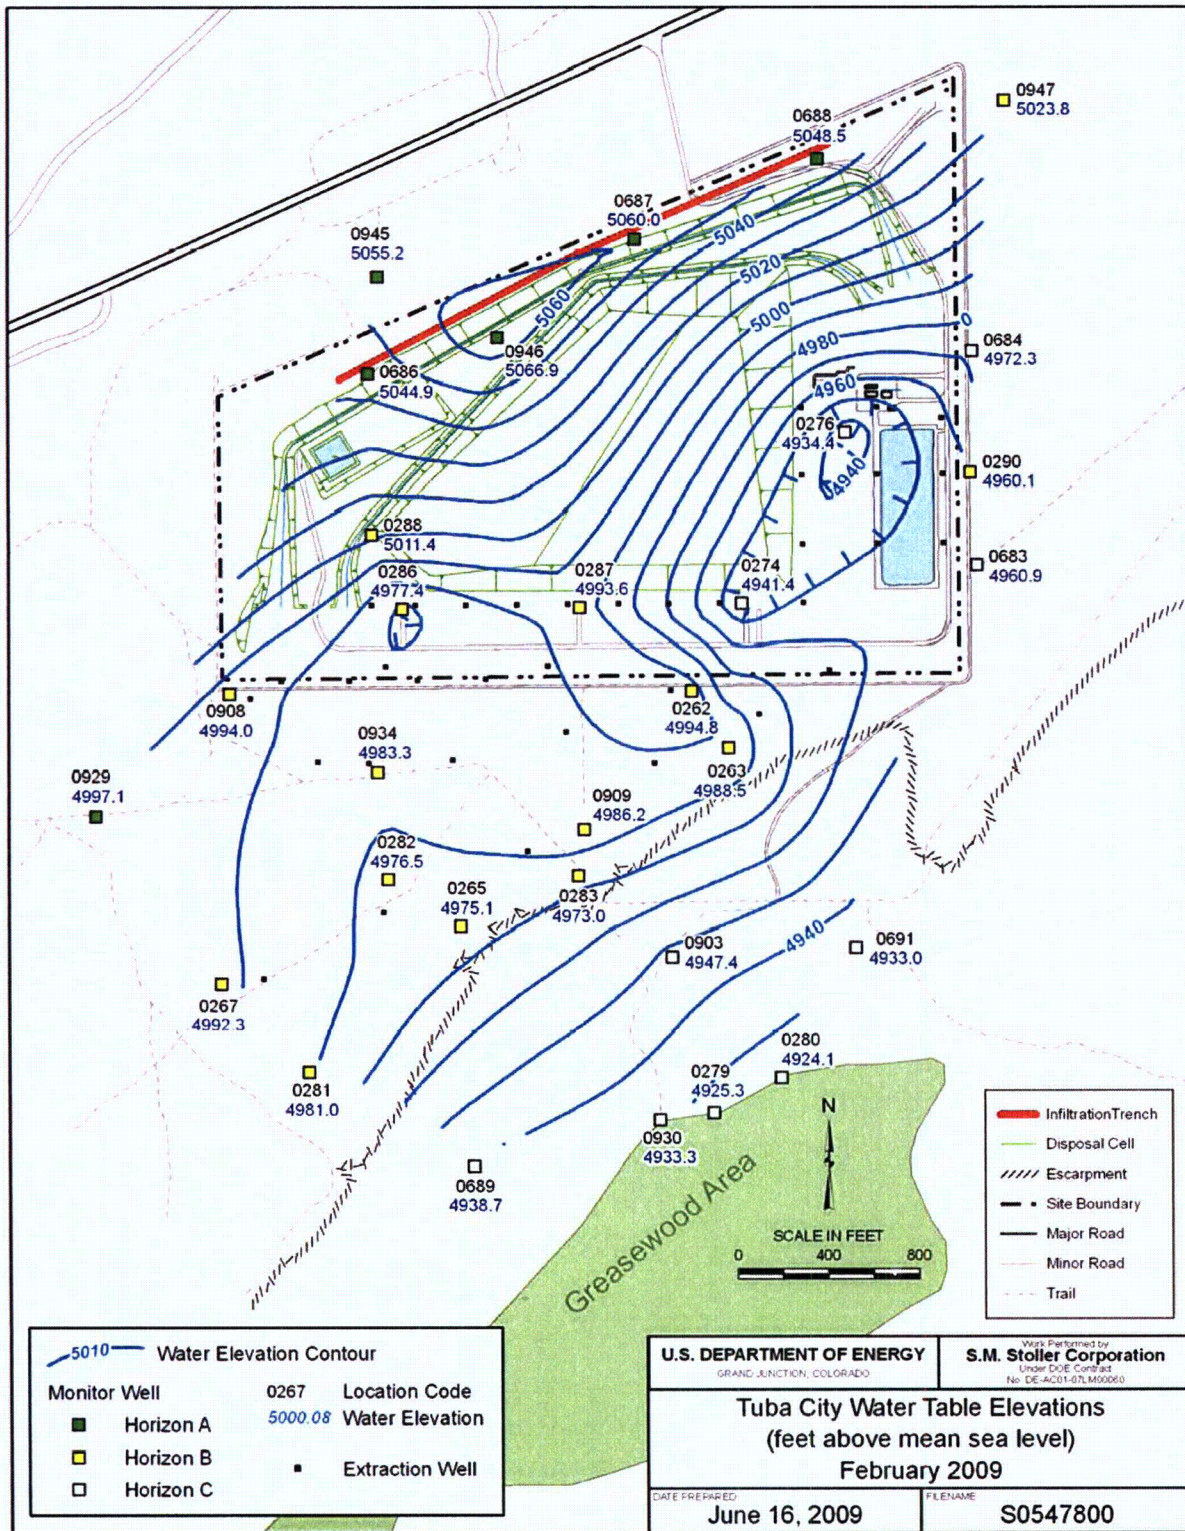 0947
5023.8
0688
5048.5
0687
5060.0
0945
5055.2
5040
5020
5060
5000
4980
0684
4972.3
0946
5066.9
0686
5044.9
4960
0276
4934.4
4940
0290
4960.1
0288
5011.4
0683
4960.9
0286
4977.4
0287
4993.6
0274
4941.4
0908
4994.0
0262
4994.8
0934
4983.3
0263
4988.5
0929
4997.1
0909
4986.2
0282
4976.5
0265
4975.1
0283
4973.0
4940
0903
4947.4
0691
4933.0
0267
4992.3
0281
4981.0
0280
4924.1
0279
4925.3
0930
4933.3
0689
4938.7
Greasewood Area
N
SCALE IN FEET
0 400 800
Infiltration Trench
Disposal Cell
Escarpment
Site Boundary
Major Road
Minor Road
Trail
5010 Water Elevation Contour
Monitor Well
Horizon A
Horizon B
Horizon C
0267 Location Code
5000.08 Water Elevation
Extraction Well
U.S. DEPARTMENT OF ENERGY
GRAND JUNCTION, COLORADO
Work Performed by
S.M. Stoller Corporation
Under DOE Contract
No. DE-AC01-07LM00060
Tuba City Water Table Elevations
(feet above mean sea level)
February 2009
DATE PREPARED:
June 16, 2009
FILENAME
S0547800